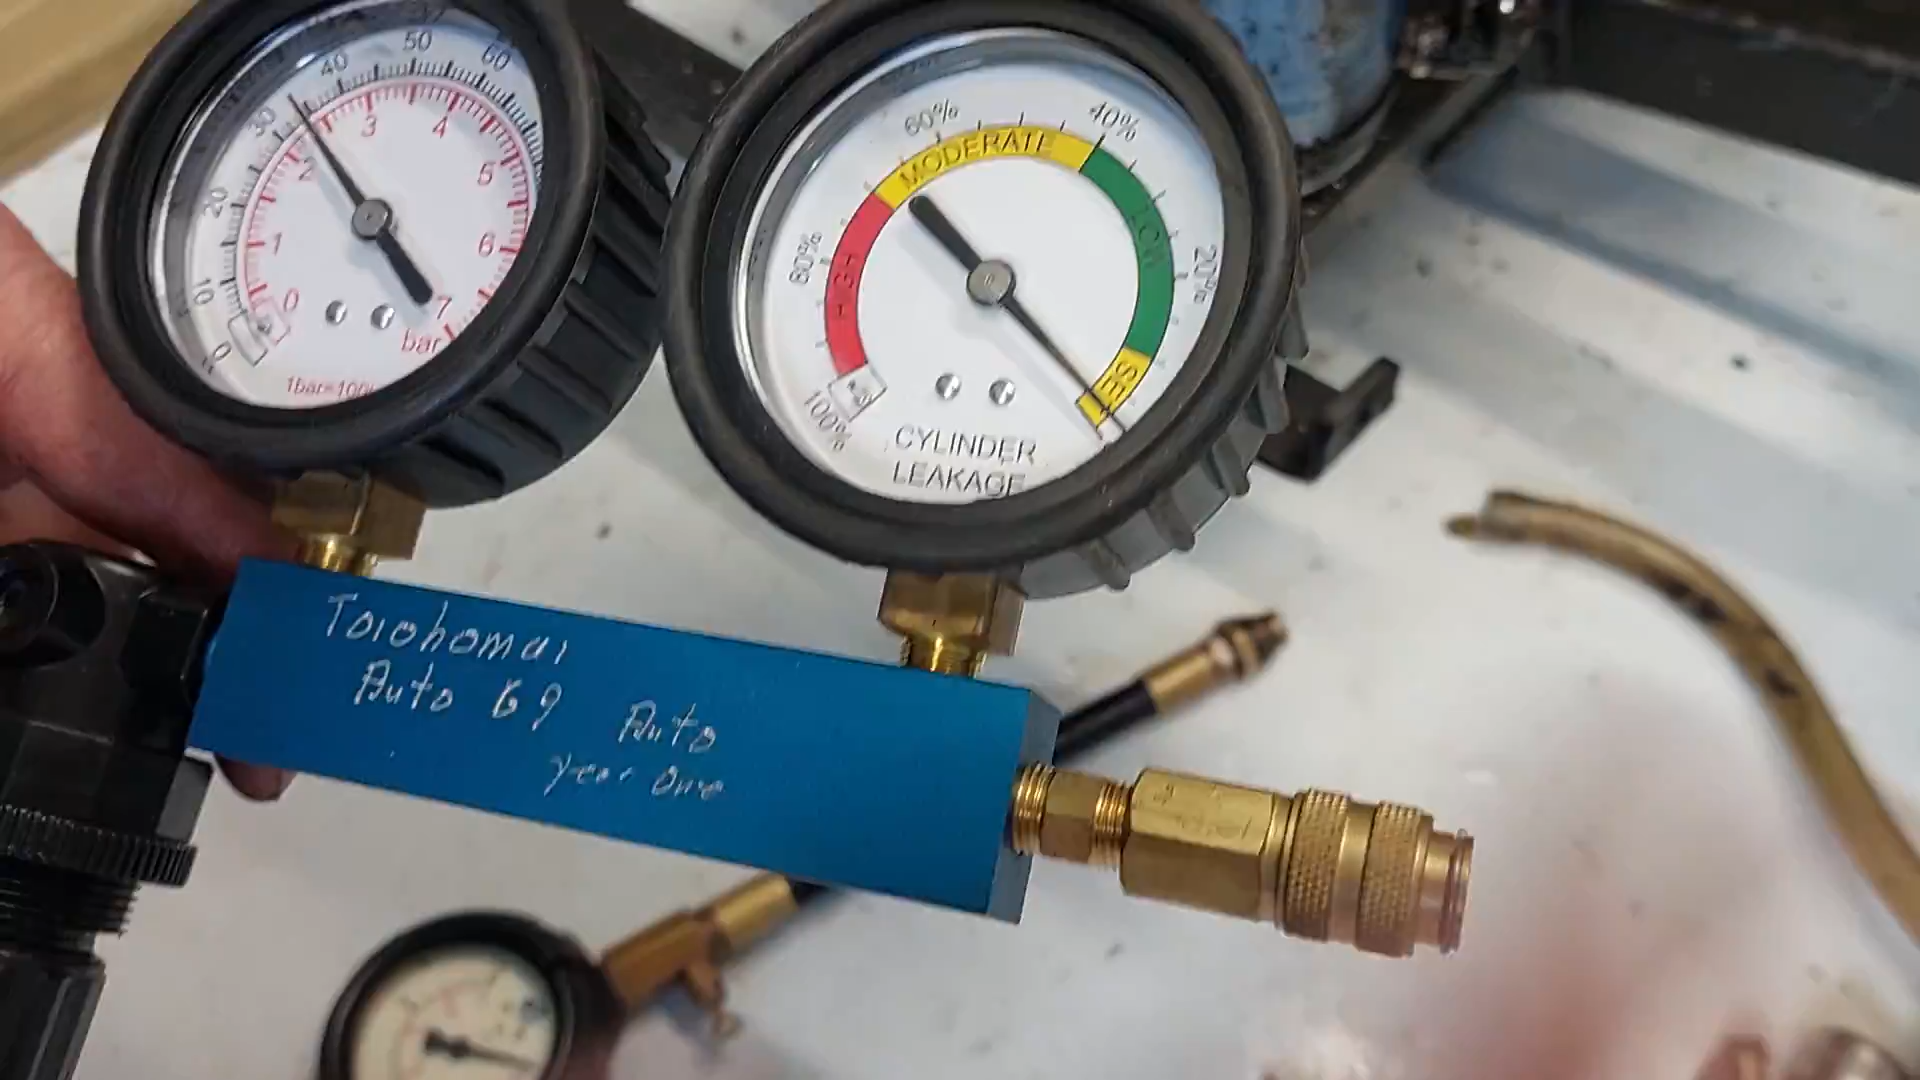 0 10 20 30 40 50 60
0 1 2 3 4 5 6 7
bar
60% 40%
MODERATE
80% 20%
HIGH LOW
SET
100%
CYLINDER
LEAKAGE
Toiohomai
Auto 69 Auto
year one